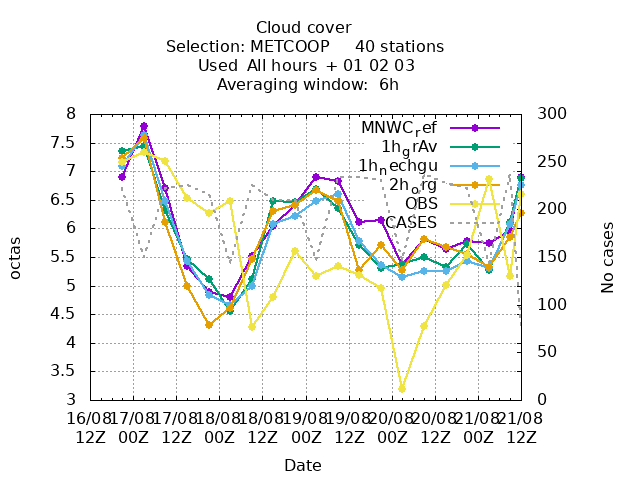 Cloud cover
Selection: METCOOP 40 stations
Used All hours + 01 02 03
Averaging window: 6h
8
7.5
7
6.5
6
5.5
5
4.5
4
3.5
3
octas
300
250
200
150
100
50
0
No cases
MNWCref
1hgrAv
1hnechgu
2horg
OBS
CASES
16/08 17/08 17/08 18/08 18/08 19/08 19/08 20/08 20/08 21/08 21/08
12Z 00Z 12Z 00Z 12Z 00Z 12Z 00Z 12Z 00Z 12Z
Date